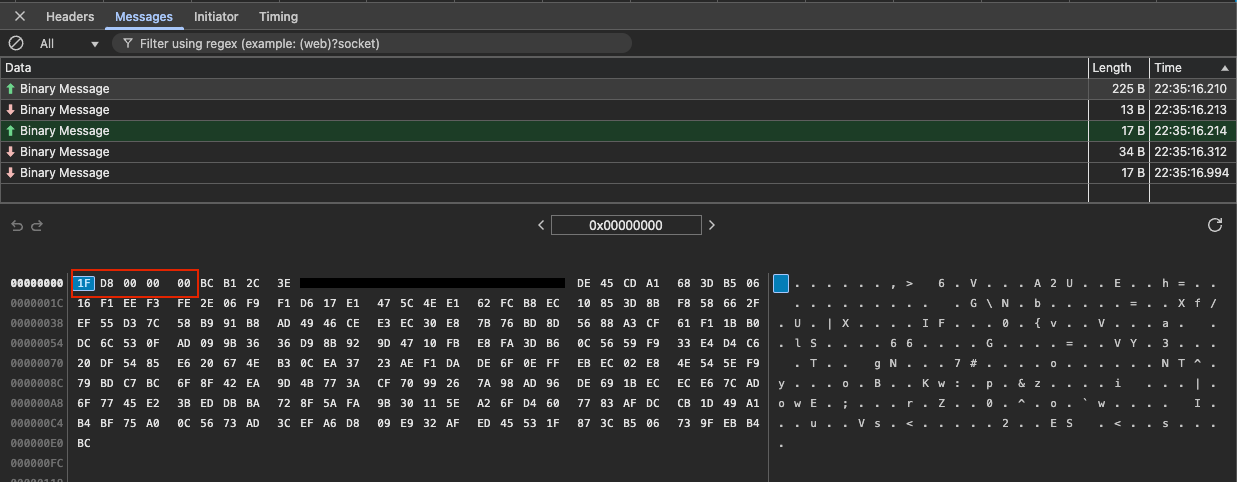 Headers Messages Initiator Timing
All Filter using regex (example: (web)?socket)
Data Length Time
Binary Message 225 B 22:35:16.210
Binary Message 13 B 22:35:16.213
Binary Message 17 B 22:35:16.214
Binary Message 34 B 22:35:16.312
Binary Message 17 B 22:35:16.994
0x00000000
00000000 1F D8 00 00 00 BC B1 2C 3E DE 45 CD A1 68 3D B5 06 . . . . . . , > 6 . V . . A 2 U . . E . . h = . .
0000001C 16 F1 EE F3 FE 2E 06 F9 F1 D6 17 E1 47 5C 4E E1 62 FC B8 EC 10 85 3D 8B F8 58 66 2F . . . . . . . . . . . . G \ N . b . . . . . = . . X f /
00000038 EF 55 D3 7C 58 B9 91 B8 AD 49 46 CE E3 EC 30 E8 7B 76 BD 8D 56 88 A3 CF 61 F1 1B B0 . U . | X . . . . I F . . . 0 . { v . . V . . . a . . .
00000054 DC 6C 53 0F AD 09 9B 36 36 D9 8B 92 9D 47 10 FB E8 FA 3D B6 0C 56 59 F9 33 E4 D4 C6 . l S . . . . 6 6 . . . . G . . . . = . . V Y . 3 . . .
00000070 20 DF 54 85 E6 20 67 4E B3 0C EA 37 23 AE F1 DA DE 6F 0E FF EB EC 02 E8 4E 54 5E F9 . T . . g N . . . 7 # . . . . o . . . . . . N T ^ .
0000008C 79 BD C7 BC 6F 8F 42 EA 9D 4B 77 3A CF 70 99 26 7A 98 AD 96 DE 69 1B EC EC E6 7C AD y . . . o . B . . K w : . p . & z . . . . i . . . . | .
000000A8 6F 77 45 E2 3B ED DB BA 72 8F 5A FA 9B 30 11 5E A2 6F D4 60 77 83 AF DC CB 1D 49 A1 o w E . ; . . . r . Z . . 0 . ^ . o . ` w . . . . . I .
000000C4 B4 BF 75 A0 0C 56 73 AD 3C EF A6 D8 09 E9 32 AF ED 45 53 1F 87 3C B5 06 73 9F EB B4 . . u . . V s . < . . . . . 2 . . E S . . < . . s . . .
000000E0 BC .
000000FC